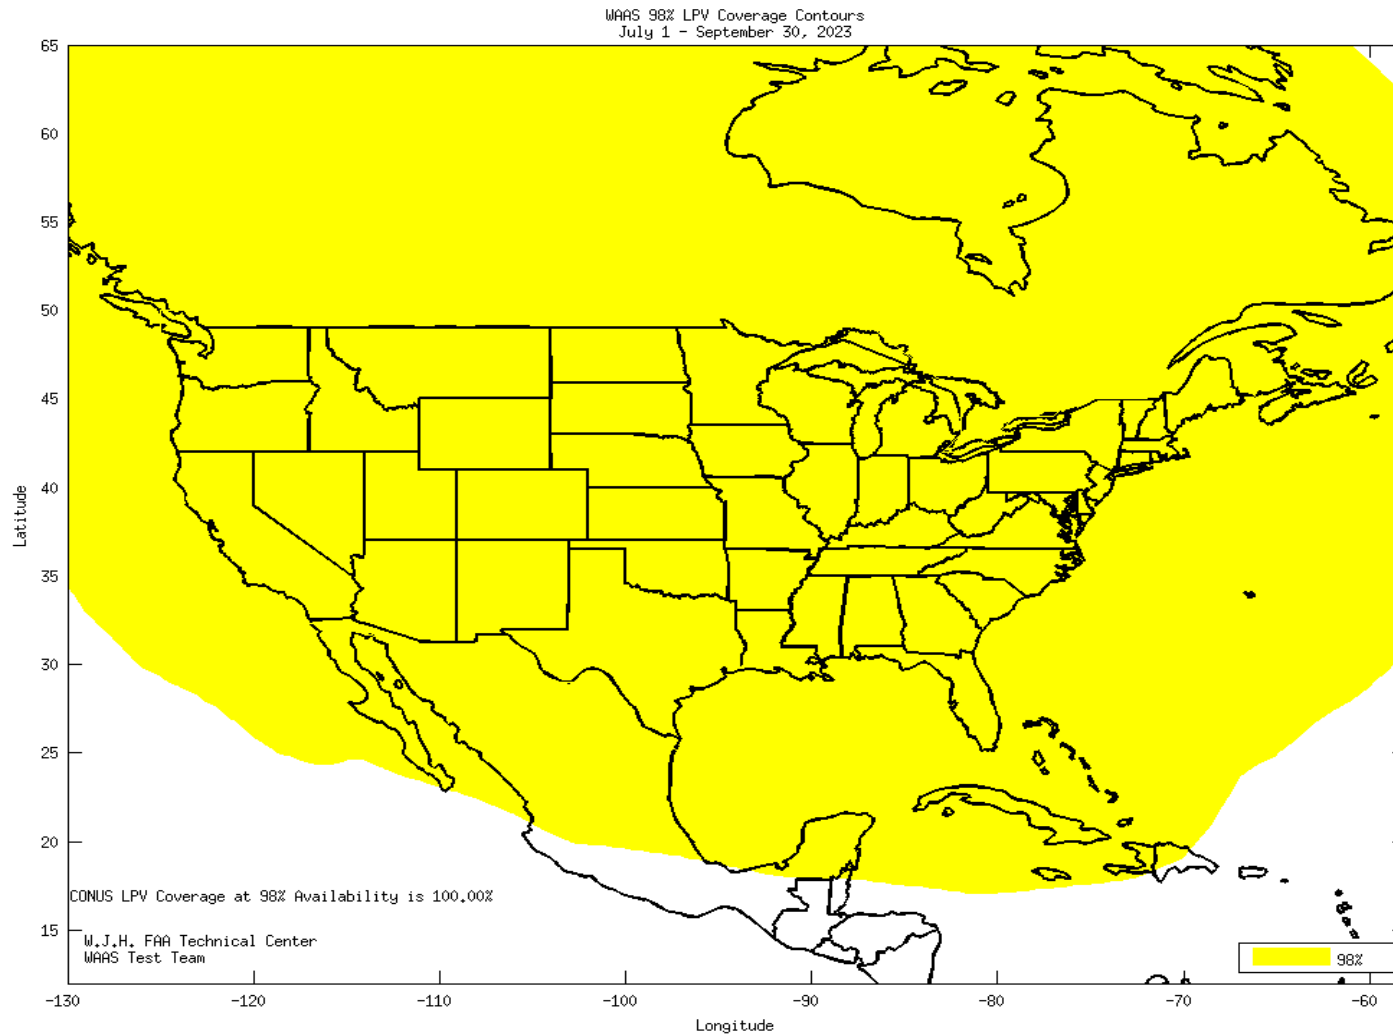 WAAS 98% LPV Coverage Contours
July 1 - September 30, 2023
65
60
55
50
45
40
35
30
25
20
15
Latitude
CONUS LPV Coverage at 98% Availability is 100.00%
W.J.H. FAA Technical Center
WAAS Test Team
98%
-130
-120
-110
-100
-90
-80
-70
-60
Longitude